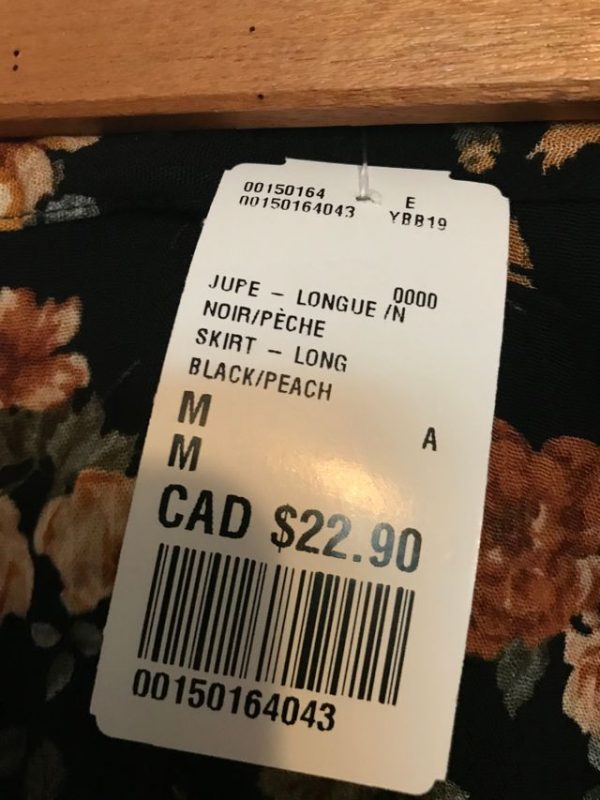 00150164 E
00150164043 YBB19
0000
JUPE - LONGUE /N
NOIR/PÈCHE
SKIRT - LONG
BLACK/PEACH
M
M A
CAD $22.90
00150164043